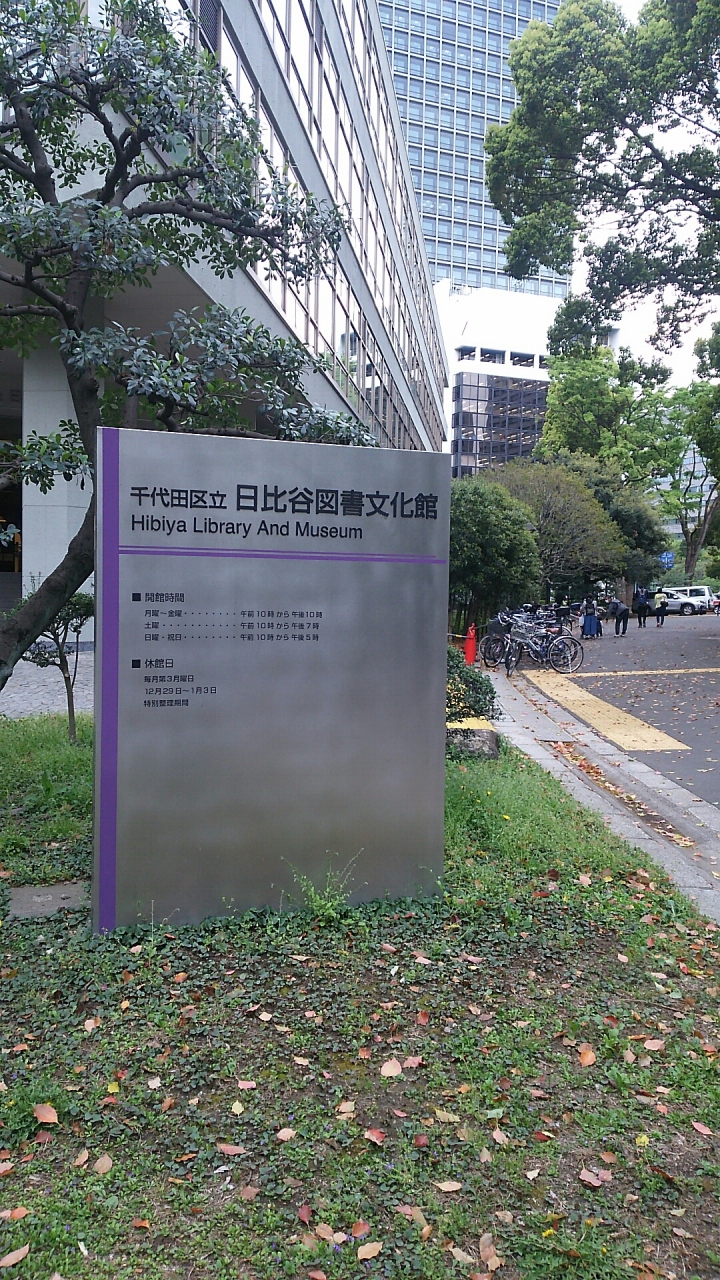 千代田区立 日比谷図書文化館
Hibiya Library And Museum
■ 開館時間
月曜～金曜・・・・・・・・午前10時から午後10時
土曜・・・・・・・・・・・午前10時から午後7時
日曜・祝日・・・・・・・・午前10時から午後5時
■ 休館日
毎月第3月曜日
12月29日～1月3日
特別整理期間